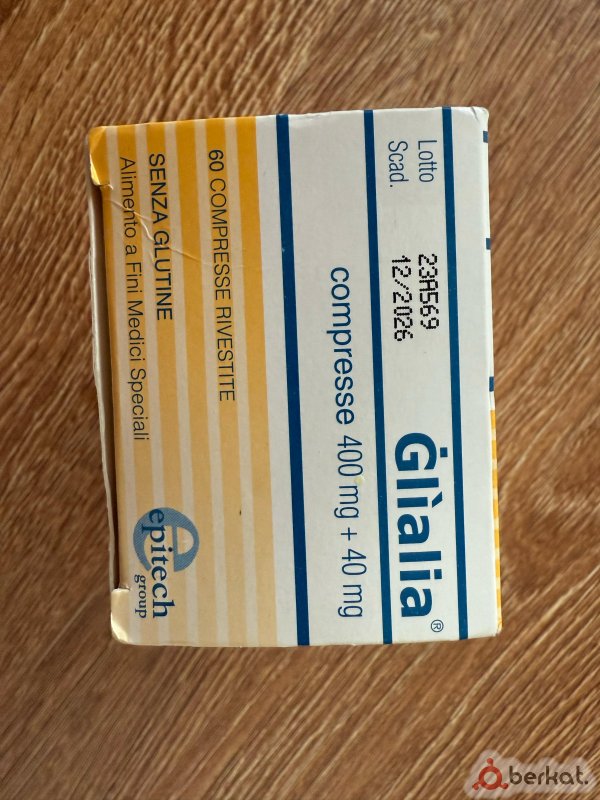 Lotto 23A569
Scad. 12/2026
Glìalia®
compresse 400 mg + 40 mg
60 COMPRESSE RIVESTITE
SENZA GLUTINE
Alimento a Fini Medici Speciali
e
epitech
group
berkat.